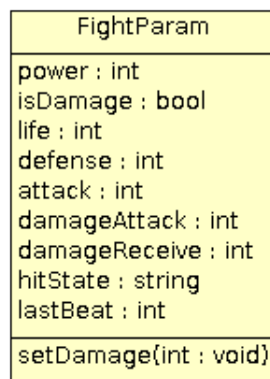 FightParam
power : int
isDamage : bool
life : int
defense : int
attack : int
damageAttack : int
damageReceive : int
hitState : string
lastBeat : int
setDamage(int : void)